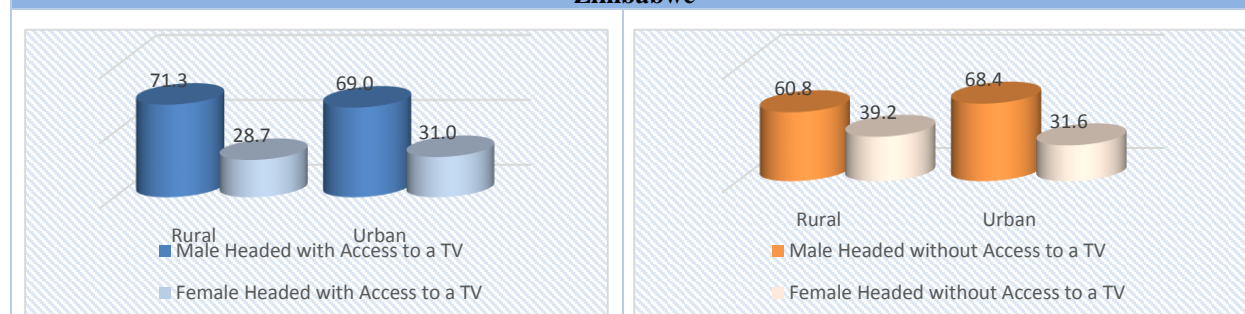 Zimbabwe
71.3
69.0
28.7
31.0
Rural
Urban
Male Headed with Access to a TV
Female Headed with Access to a TV
60.8
68.4
39.2
31.6
Rural
Urban
Male Headed without Access to a TV
Female Headed without Access to a TV